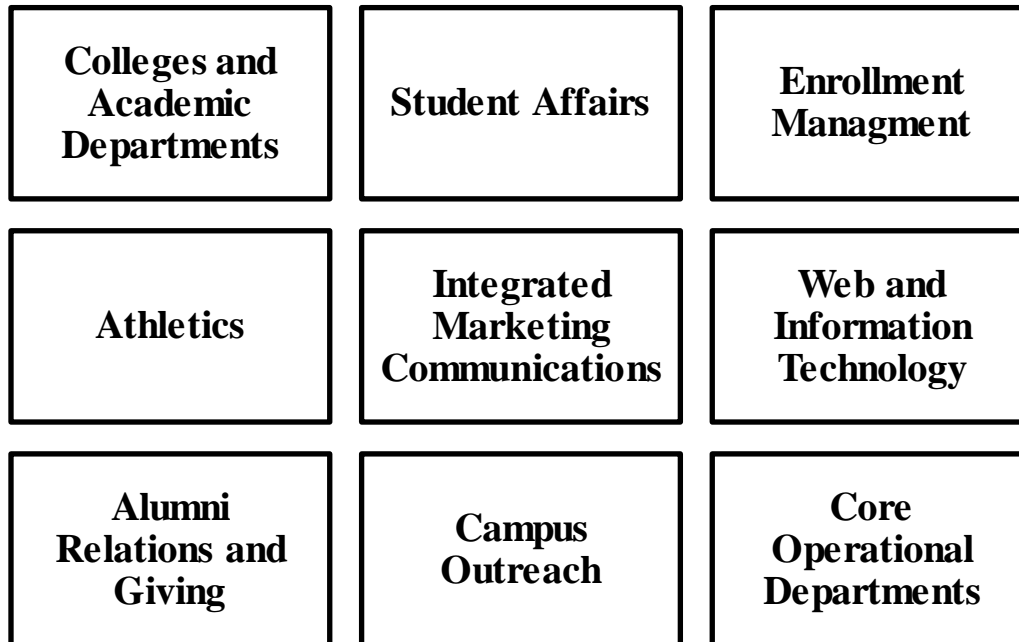 Colleges and
Academic
Departments
Student Affairs
Enrollment
Managment
Athletics
Integrated
Marketing
Communications
Web and
Information
Technology
Alumni
Relations and
Giving
Campus
Outreach
Core
Operational
Departments